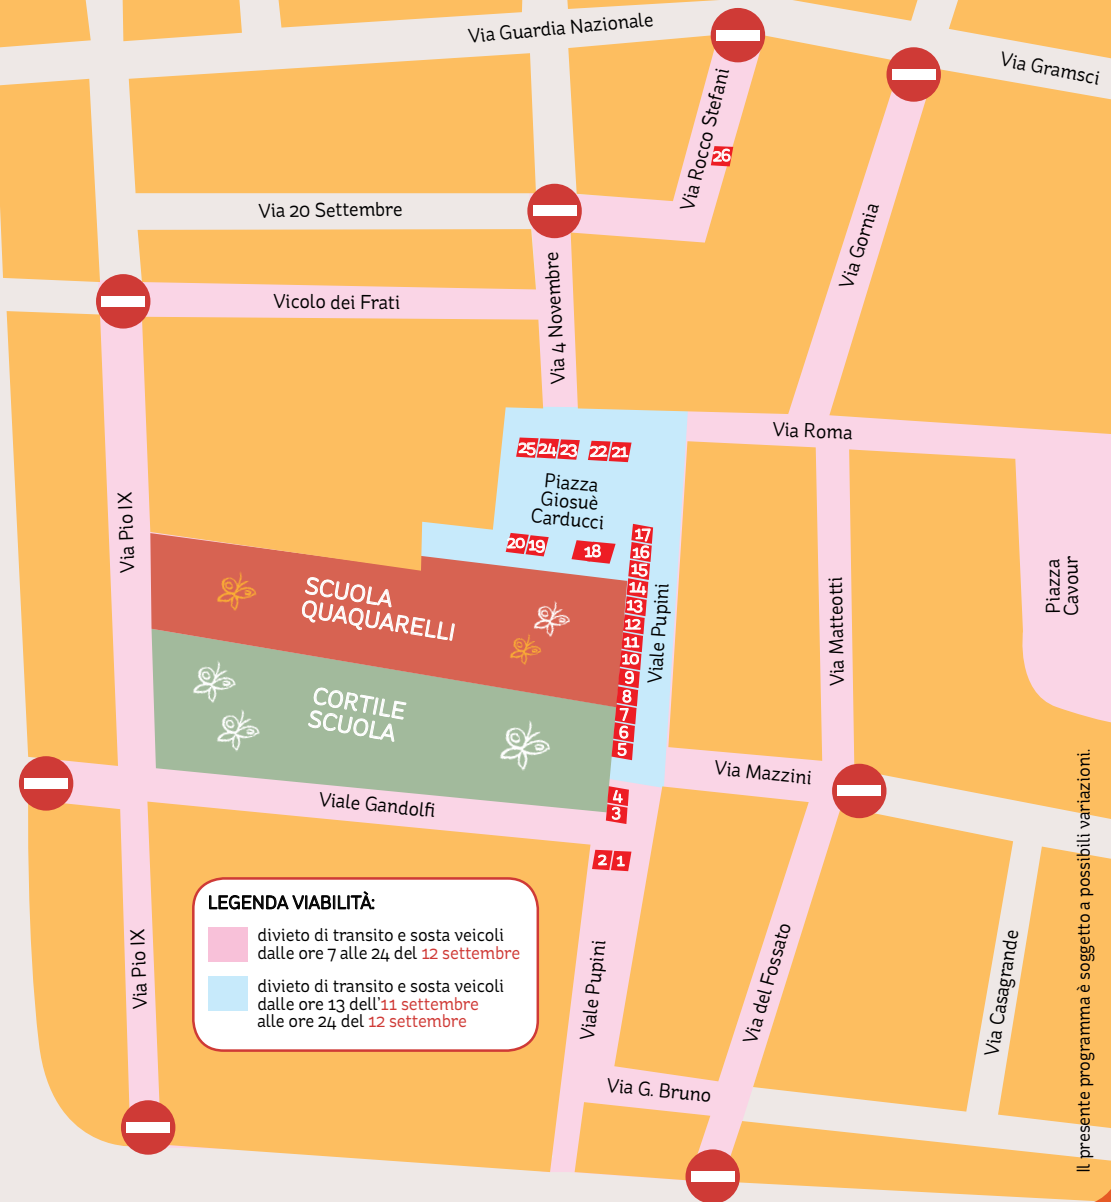 Via Guardia Nazionale
Via Gramsci
Via Rocco Stefani
26
Via 20 Settembre
Via Gornia
Vicolo dei Frati
Via 4 Novembre
Via Roma
25 24 23 22 21
Piazza
Giosuè
Carducci
20 19 18
17
16
15
14
13
12
11
10
9
8
7
6
5
4
3
2 1
Viale Pupini
Via Pio IX
SCUOLA
QUAQUARELLI
CORTILE
SCUOLA
Via Matteotti
Piazza
Cavour
Via Mazzini
Viale Gandolfi
LEGENDA VIABILITÀ:
divieto di transito e sosta veicoli
dalle ore 7 alle 24 del 12 settembre
divieto di transito e sosta veicoli
dalle ore 13 dell'11 settembre
alle ore 24 del 12 settembre
Via Pio IX
Viale Pupini
Via del Fossato
Via Casagrande
Via G. Bruno
Il presente programma è soggetto a possibili variazioni.